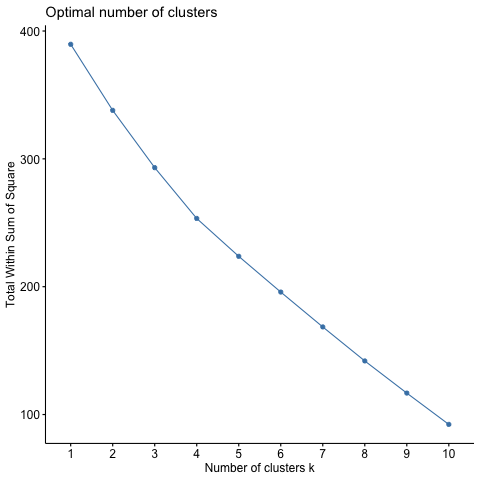 Optimal number of clusters
400
300
200
100
Total Within Sum of Square
1 2 3 4 5 6 7 8 9 10
Number of clusters k